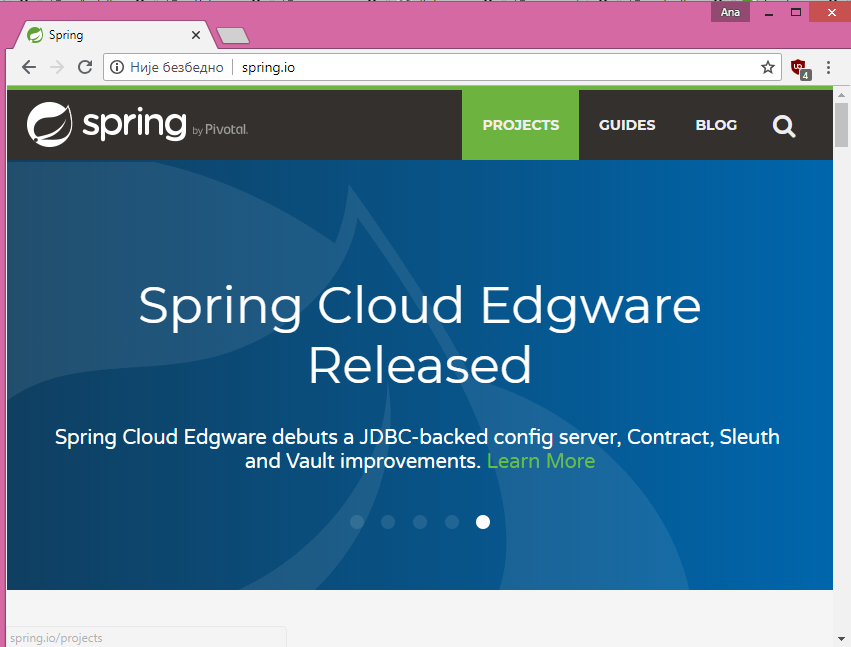 Ana
Spring
Није безбедно spring.io
4
spring by Pivotal.
PROJECTS GUIDES BLOG
Spring Cloud Edgware
Released
Spring Cloud Edgware debuts a JDBC-backed config server, Contract, Sleuth
and Vault improvements. Learn More
spring.io/projects